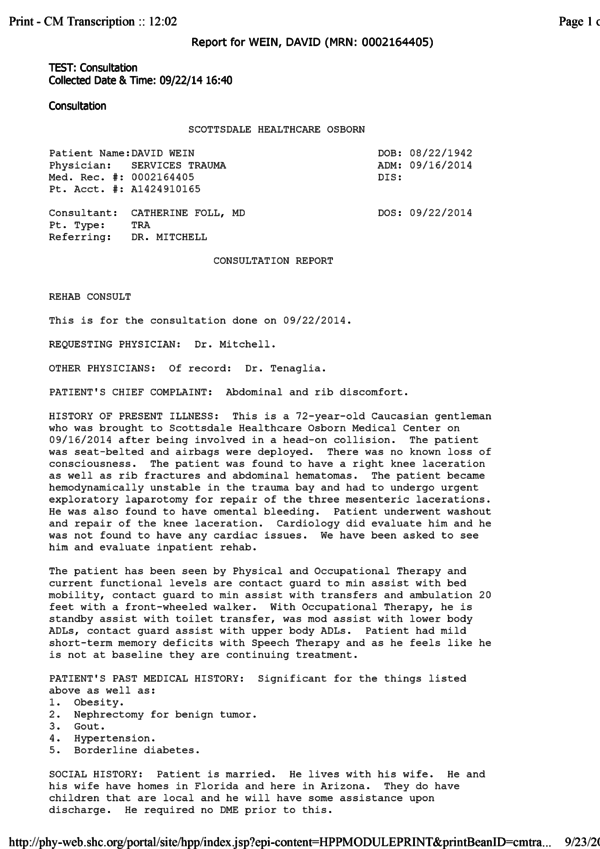 Print - CM Transcription :: 12:02 Page 1
Report for WEIN, DAVID (MRN: 0002164405)
TEST: Consultation
Collected Date & Time: 09/22/14 16:40
Consultation
SCOTTSDALE HEALTHCARE OSBORN
Patient Name:DAVID WEIN DOB: 08/22/1942
Physician: SERVICES TRAUMA ADM: 09/16/2014
Med. Rec. #: 0002164405 DIS:
Pt. Acct. #: A1424910165
Consultant: CATHERINE FOLL, MD DOS: 09/22/2014
Pt. Type: TRA
Referring: DR. MITCHELL
CONSULTATION REPORT
REHAB CONSULT
This is for the consultation done on 09/22/2014.
REQUESTING PHYSICIAN: Dr. Mitchell.
OTHER PHYSICIANS: Of record: Dr. Tenaglia.
PATIENT'S CHIEF COMPLAINT: Abdominal and rib discomfort.
HISTORY OF PRESENT ILLNESS: This is a 72-year-old Caucasian gentleman
who was brought to Scottsdale Healthcare Osborn Medical Center on
09/16/2014 after being involved in a head-on collision. The patient
was seat-belted and airbags were deployed. There was no known loss of
consciousness. The patient was found to have a right knee laceration
as well as rib fractures and abdominal hematomas. The patient became
hemodynamically unstable in the trauma bay and had to undergo urgent
exploratory laparotomy for repair of the three mesenteric lacerations.
He was also found to have omental bleeding. Patient underwent washout
and repair of the knee laceration. Cardiology did evaluate him and he
was not found to have any cardiac issues. We have been asked to see
him and evaluate inpatient rehab.
The patient has been seen by Physical and Occupational Therapy and
current functional levels are contact guard to min assist with bed
mobility, contact guard to min assist with transfers and ambulation 20
feet with a front-wheeled walker. With Occupational Therapy, he is
standby assist with toilet transfer, was mod assist with lower body
ADLs, contact guard assist with upper body ADLs. Patient had mild
short-term memory deficits with Speech Therapy and as he feels like he
is not at baseline they are continuing treatment.
PATIENT'S PAST MEDICAL HISTORY: Significant for the things listed
above as well as:
1. Obesity.
2. Nephrectomy for benign tumor.
3. Gout.
4. Hypertension.
5. Borderline diabetes.
SOCIAL HISTORY: Patient is married. He lives with his wife. He and
his wife have homes in Florida and here in Arizona. They do have
children that are local and he will have some assistance upon
discharge. He required no DME prior to this.
http://phy-web.shc.org/portal/site/hpp/index.jsp?epi-content=HPPMODULEPRINT&printBeanID=cmtra... 9/23/20